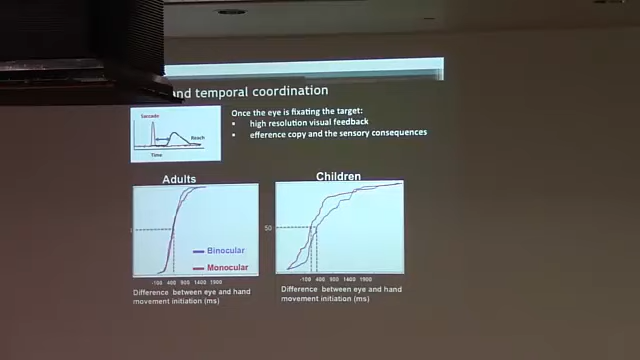 and temporal coordination
Once the eye is fixating the target:
• high resolution visual feedback
• efference copy and the sensory consequences
Saccade
Reach
Time
Adults
Binocular
Monocular
-100 400 900 1400 1900
Difference between eye and hand
movement initiation (ms)
Children
50
-100 400 900 1400 1900
Difference between eye and hand
movement initiation (ms)